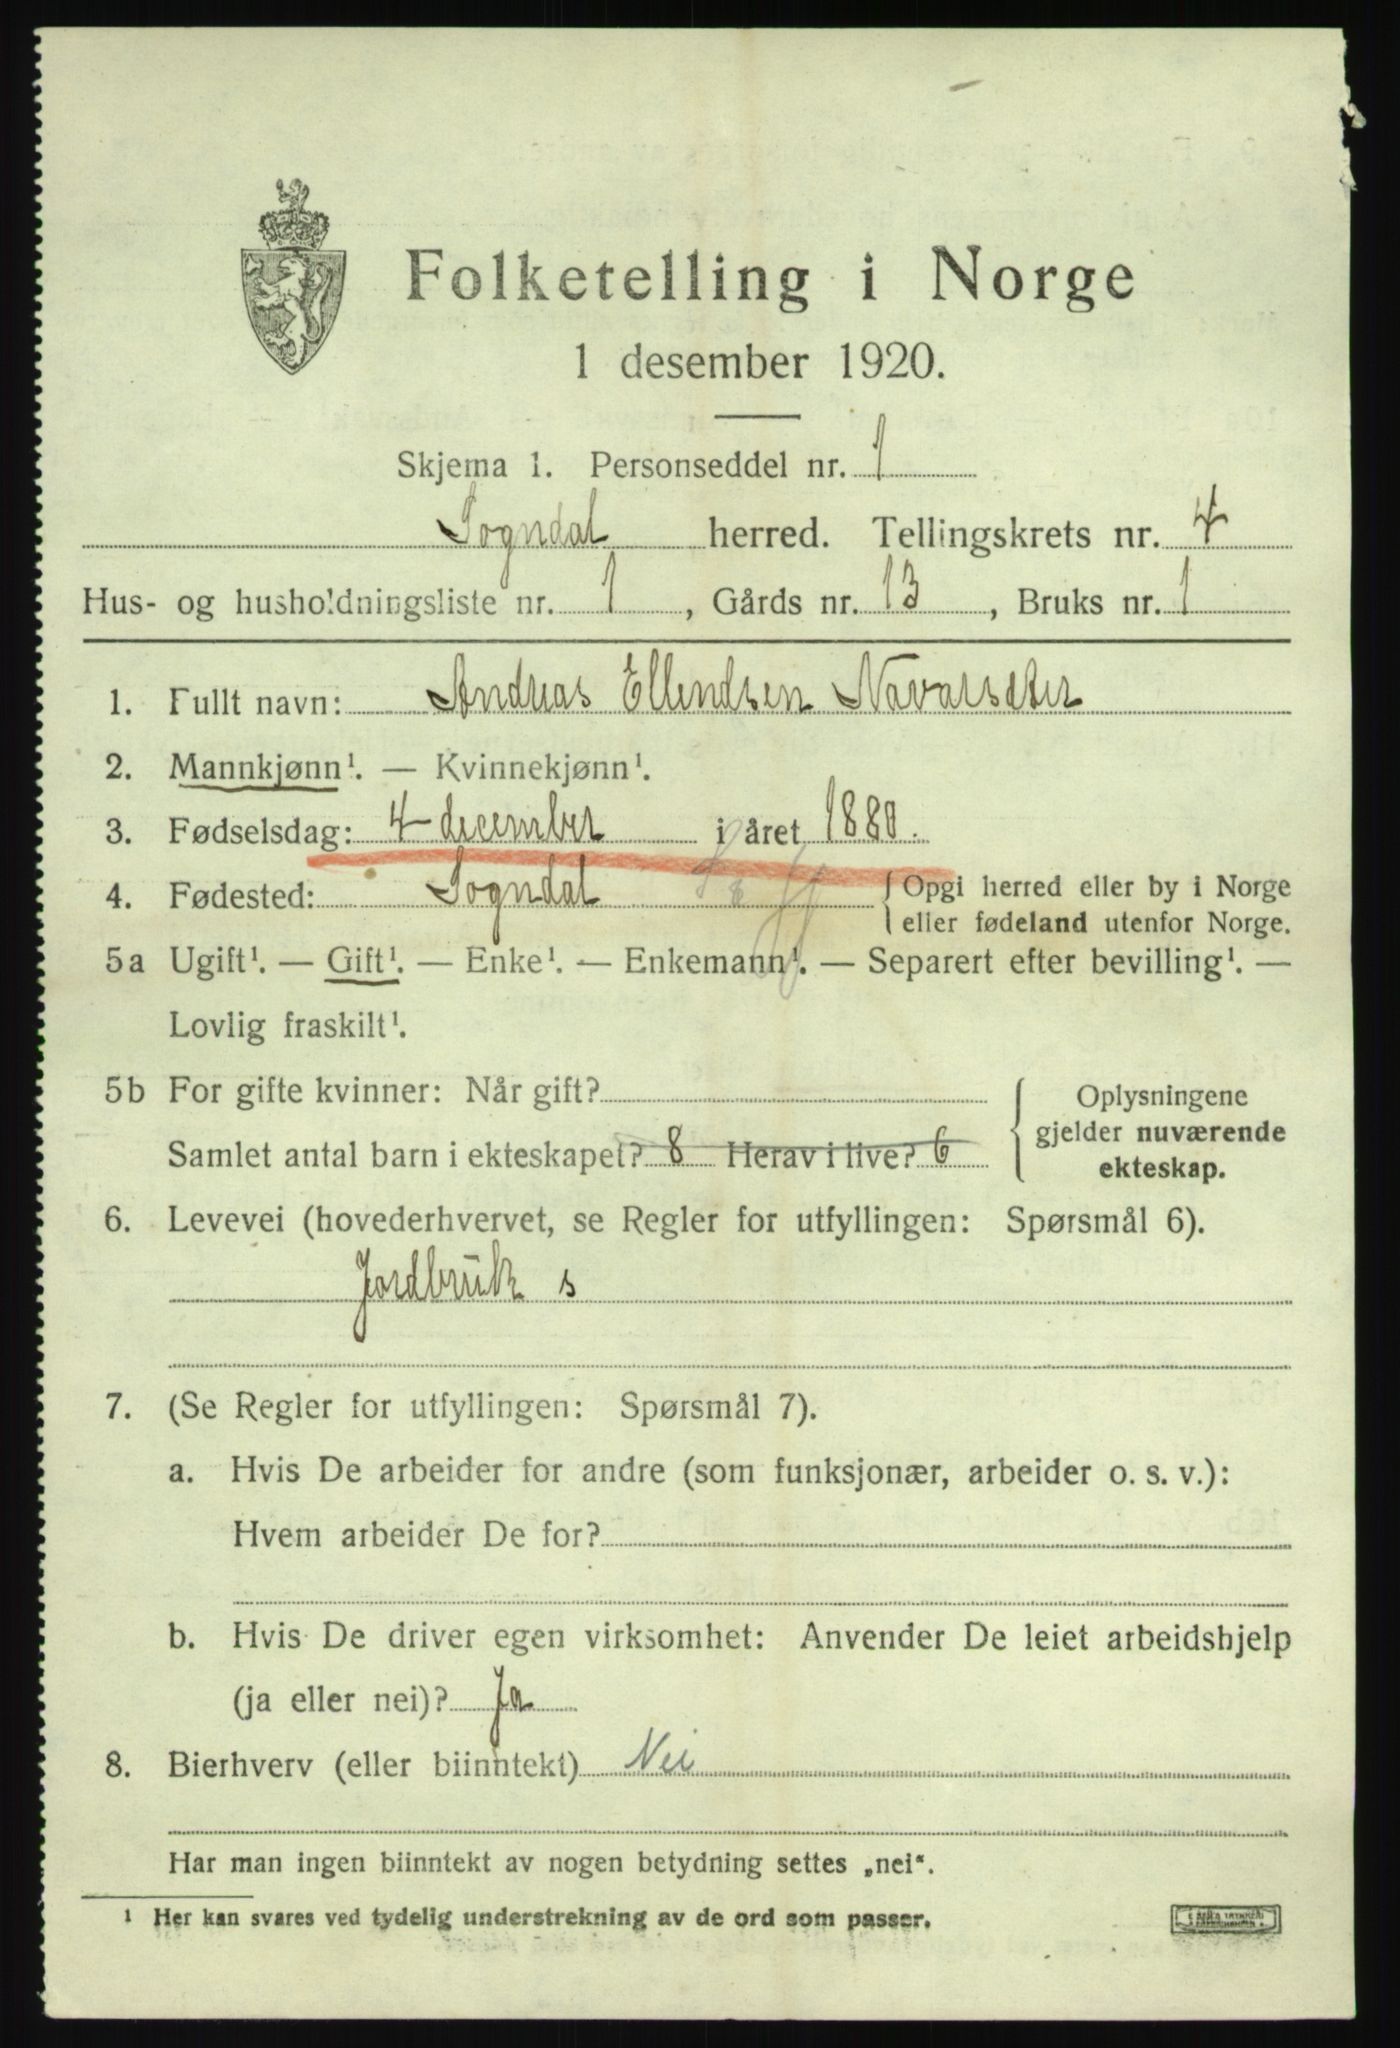 Folketelling i Norge
1 desember 1920.
Skjema 1. Personseddel nr. 1
Sogndal herred. Tellingskrets nr. 4
Hus- og husholdningsliste nr. 1, Gårds nr. 13, Bruks nr. 1
1. Fullt navn: Andreas Ellendsen Navarsæter
2. Mannkjønn¹. — Kvinnekjønn¹.
3. Fødselsdag: 4 december i året 1880.
4. Fødested: Sogndal {Opgi herred eller by i Norge
eller fødeland utenfor Norge.
5a Ugift¹. — Gift¹. — Enke¹. — Enkemann¹. — Separert efter bevilling¹. —
Lovlig fraskilt¹.
5b For gifte kvinner: Når gift?
Samlet antal barn i ekteskapet? 8 Herav i live? 6
Oplysningene
gjelder nuværende
ekteskap.
6. Levevei (hovederhvervet, se Regler for utfyllingen: Spørsmål 6).
Jordbruk s
7. (Se Regler for utfyllingen: Spørsmål 7).
a. Hvis De arbeider for andre (som funksjonær, arbeider o. s. v.):
Hvem arbeider De for?
b. Hvis De driver egen virksomhet: Anvender De leiet arbeidshjelp
(ja eller nei)? Ja
8. Bierhverv (eller biinntekt) Nei
Har man ingen biinntekt av nogen betydning settes „nei“.
¹ Her kan svares ved tydelig understrekning av de ord som passer.